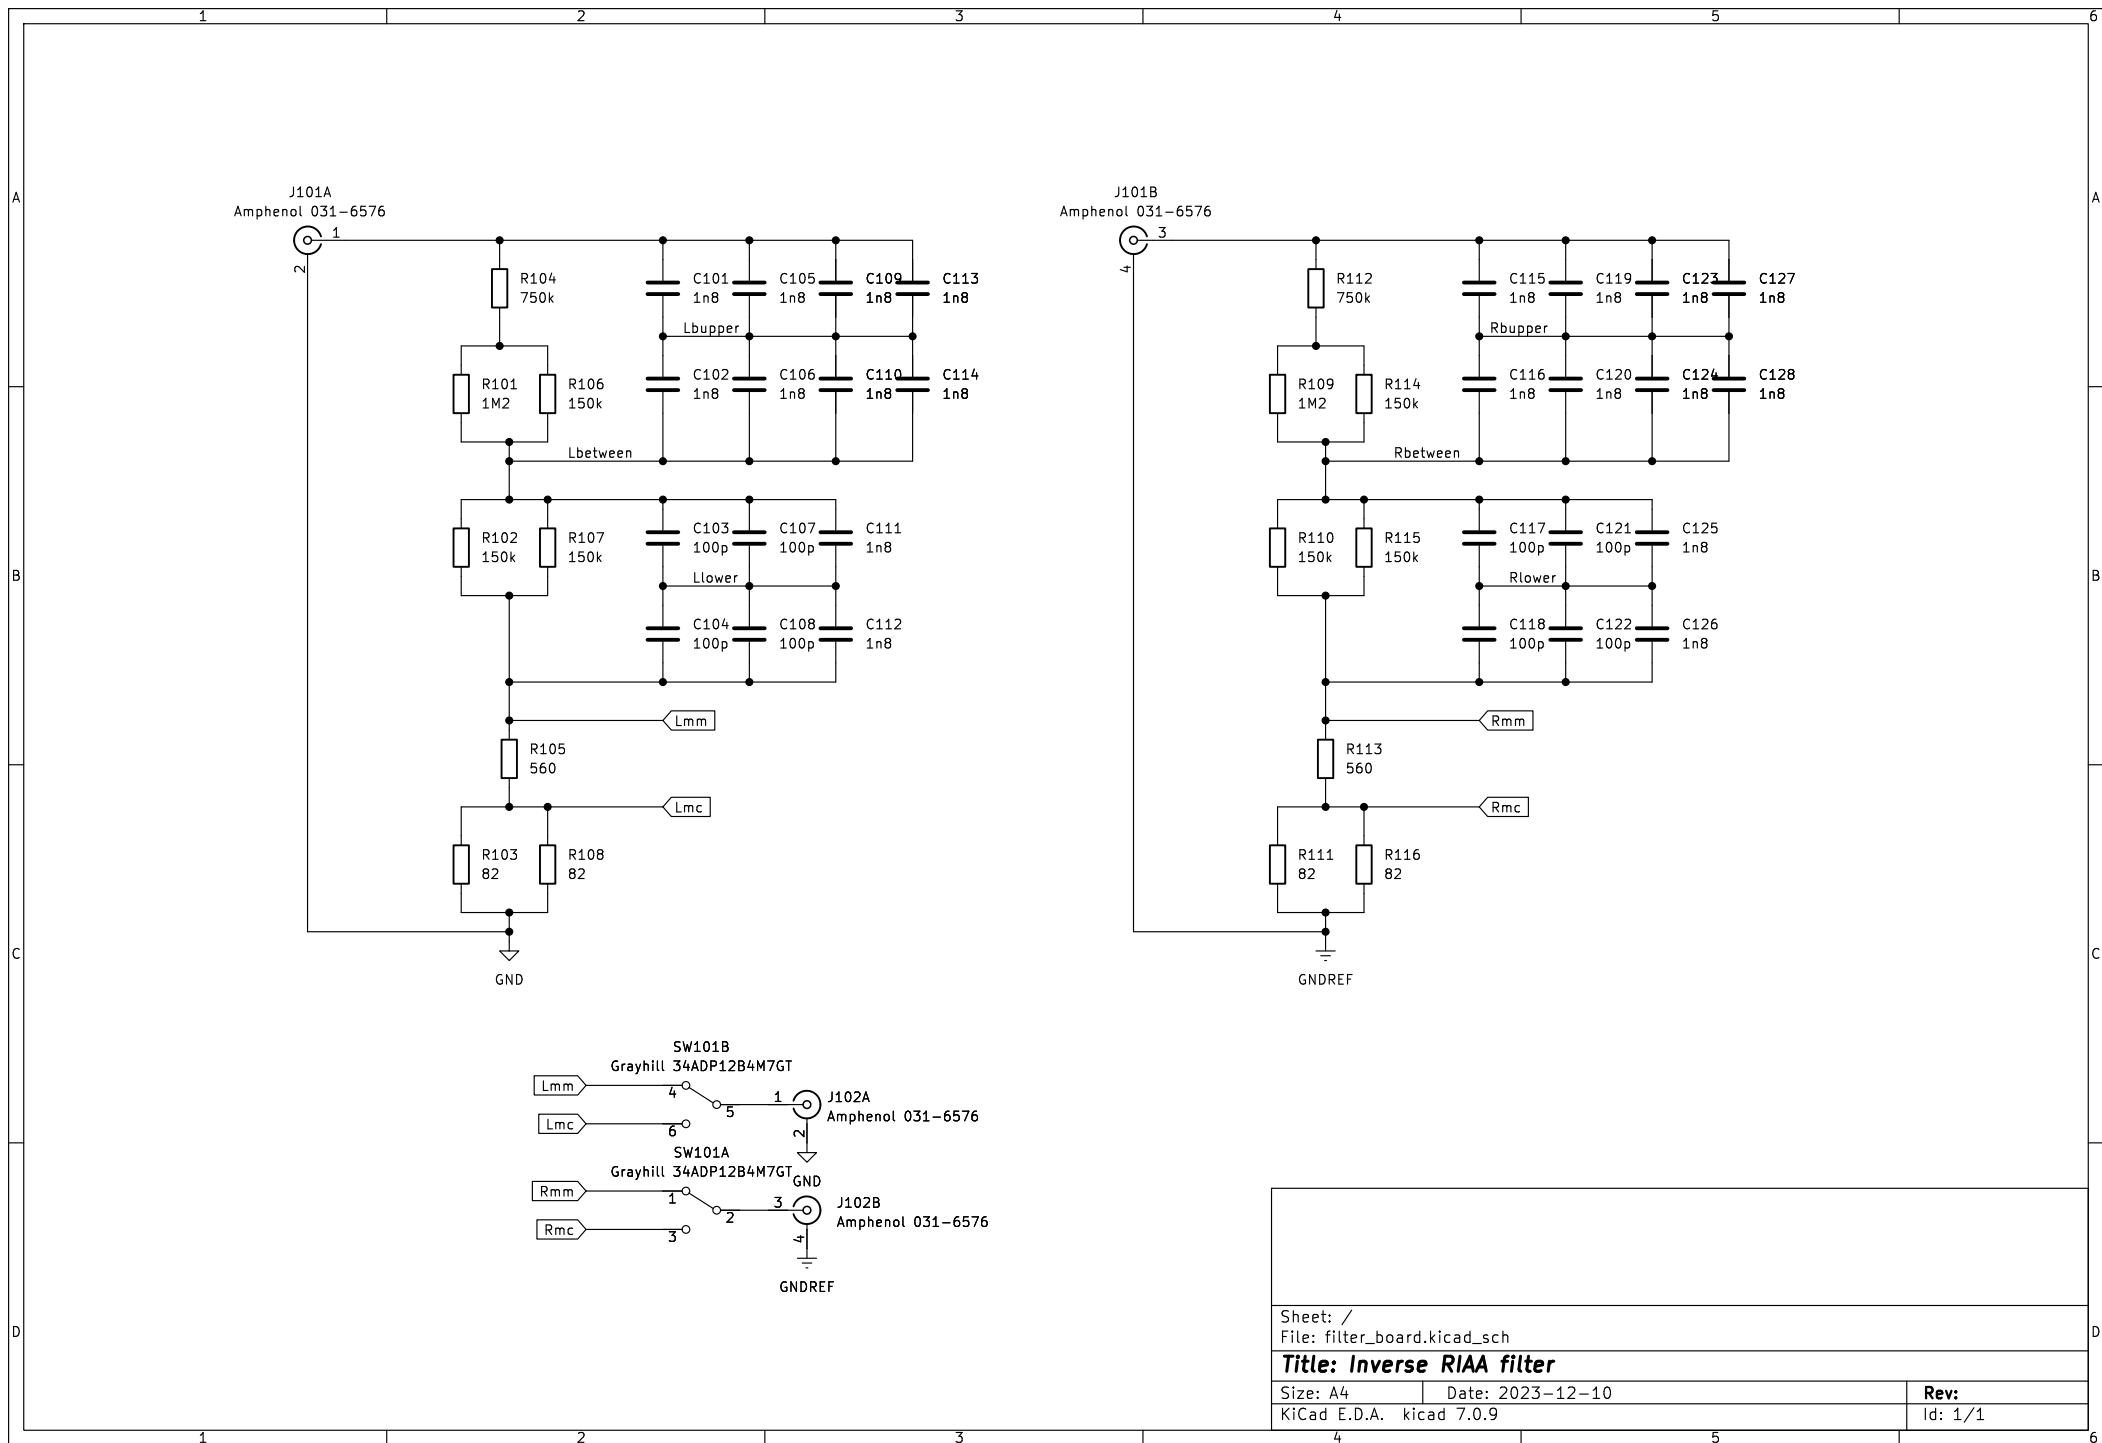 1 2 3 4 5 6
A A
J101A
Amphenol 031-6576
1
2
R104
750k
C101
1n8
C105
1n8
C109
1n8
C113
1n8
Lbupper
R101
1M2
R106
150k
C102
1n8
C106
1n8
C110
1n8
C114
1n8
Lbetween
R102
150k
R107
150k
C103
100p
C107
100p
C111
1n8
Llower
C104
100p
C108
100p
C112
1n8
Lmm
R105
560
Lmc
R103
82
R108
82
GND
J101B
Amphenol 031-6576
3
4
R112
750k
C115
1n8
C119
1n8
C123
1n8
C127
1n8
Rbupper
R109
1M2
R114
150k
C116
1n8
C120
1n8
C124
1n8
C128
1n8
Rbetween
R110
150k
R115
150k
C117
100p
C121
100p
C125
1n8
Rlower
C118
100p
C122
100p
C126
1n8
Rmm
R113
560
Rmc
R111
82
R116
82
GNDREF
B B
C C
SW101B
Grayhill 34ADP12B4M7GT
Lmm
4
5
1
J102A
Amphenol 031-6576
Lmc
6
2
GND
SW101A
Grayhill 34ADP12B4M7GT
Rmm
1
2
3
J102B
Amphenol 031-6576
Rmc
3
4
GNDREF
D D
Sheet: /
File: filter_board.kicad_sch
Title: Inverse RIAA filter
Size: A4 Date: 2023-12-10 Rev:
KiCad E.D.A. kicad 7.0.9 Id: 1/1
1 2 3 4 5 6